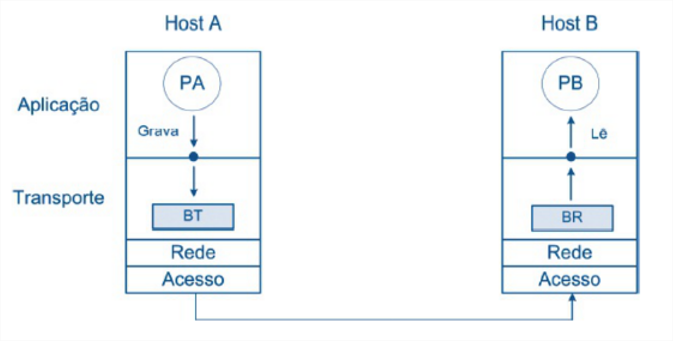 Host A
Host B
PA
PB
Aplicação
Grava
Lê
Transporte
BT
BR
Rede
Rede
Acesso
Acesso